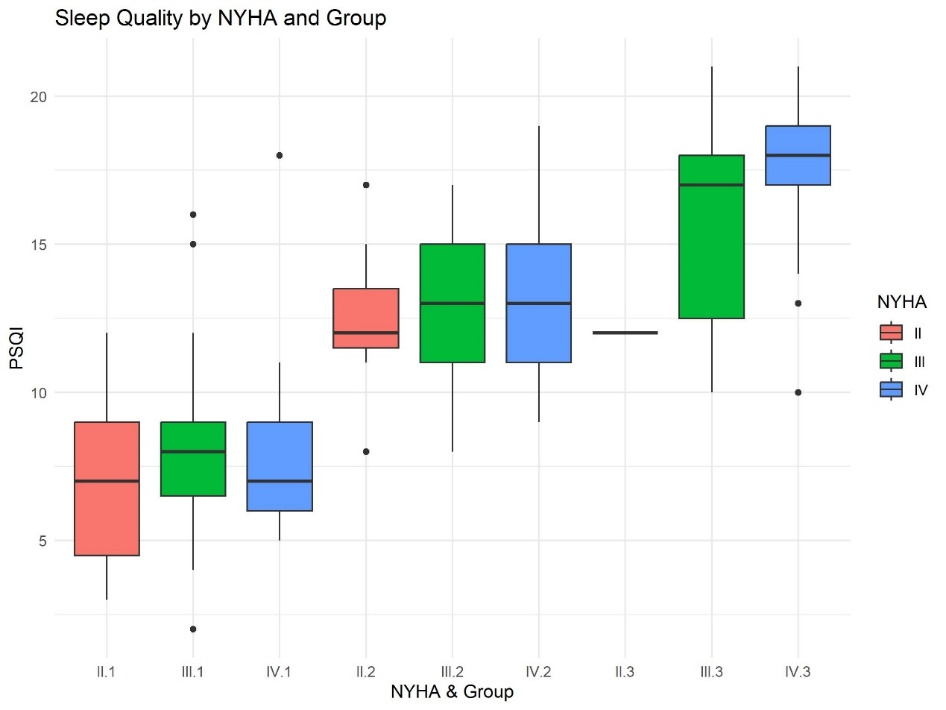 Sleep Quality by NYHA and Group
PSQI
20
15
10
5
II.1 III.1 IV.1 II.2 III.2 IV.2 II.3 III.3 IV.3
NYHA & Group
NYHA
II
III
IV